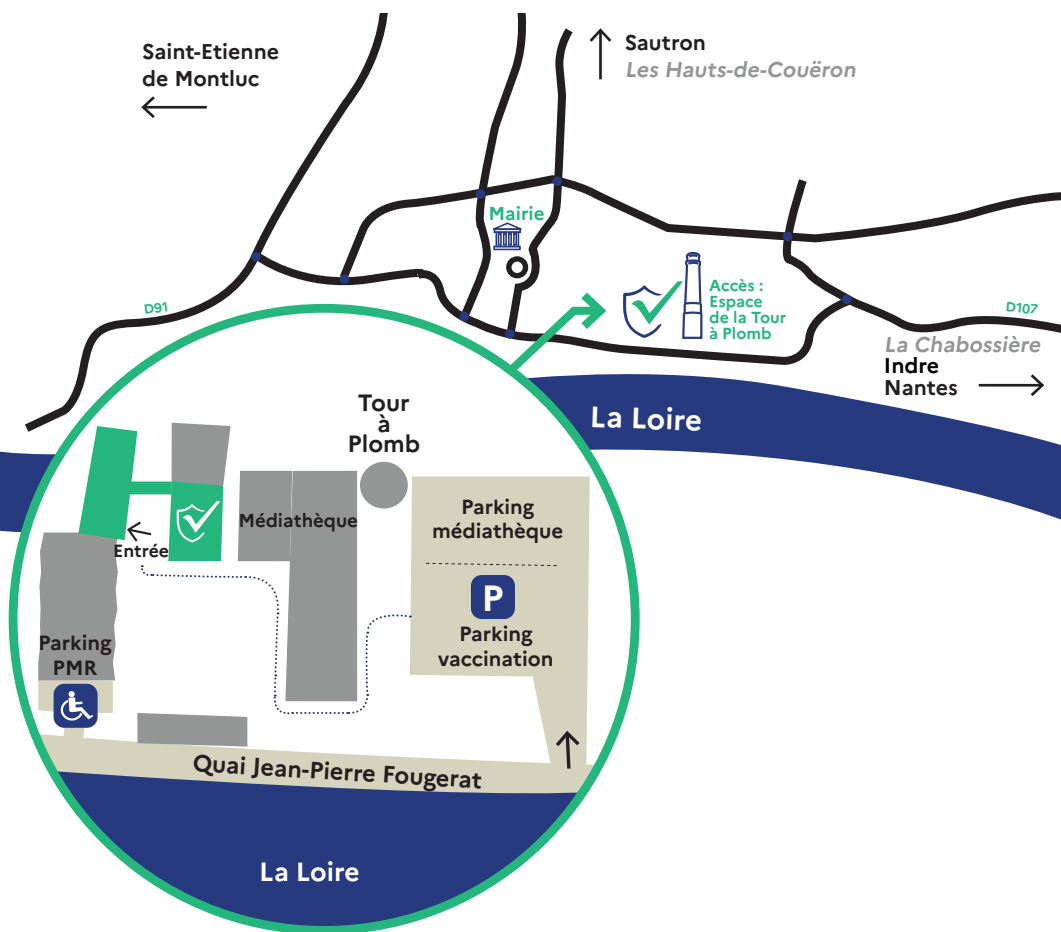 Saint-Etienne
de Montluc
Sautron
Les Hauts-de-Couëron
Mairie
Accès :
Espace
de la Tour
à Plomb
D91
D107
La Chabossière
Indre
Nantes
La Loire
Tour
à
Plomb
Médiathèque
Parking
médiathèque
Entrée
P
Parking
vaccination
Parking
PMR
Quai Jean-Pierre Fougerat
La Loire